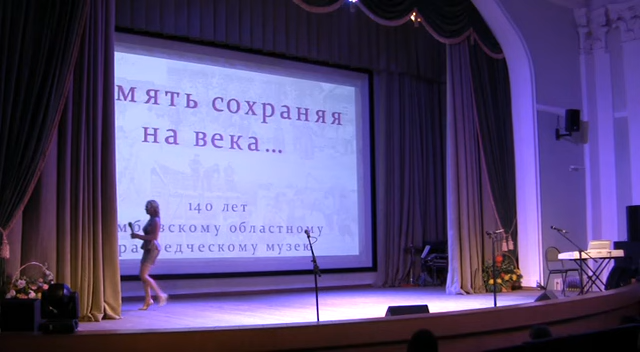 мять сохраняя
на века...
140 лет
мбовскому областному
раеведческому музею